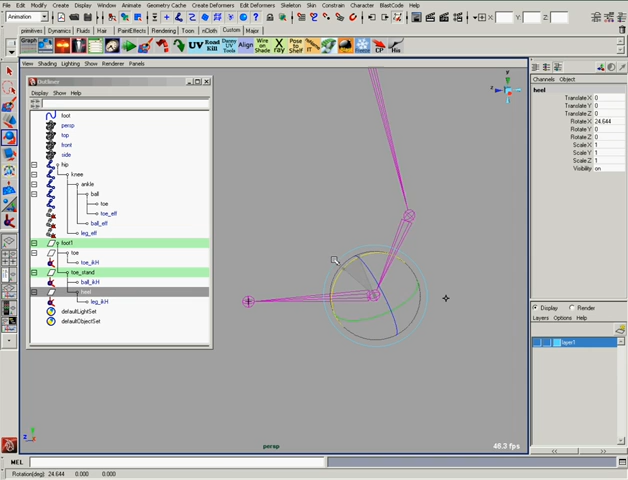 File Edit Modify Create Display Window Animate Geometry Cache Create Deformers Edit Deformers Skeleton Skin Constrain Character BlastCode Help
Animation
primitives Dynamics Fluids Hair PaintEffects Rendering Toon nCloth Custom Maya
View Shading Lighting Show Renderer Panels
Outliner
Display Show Help
foot
persp
top
front
side
hip
knee
ankle
ball
toe
toe_eff
ball_eff
leg_eff
foot1
toe
toe_ikH
toe_stand
ball_ikH
heel
leg_ikH
defaultLightSet
defaultObjectSet
Channels Object
heel
Translate X 0
Translate Y 0
Translate Z 0
Rotate X 24.644
Rotate Y 0
Rotate Z 0
Scale X 1
Scale Y 1
Scale Z 1
Visibility on
Display Render
Layers Options Help
layer1
persp
46.3 fps
MEL
Rotation(deg): 24.644 0.000 0.000